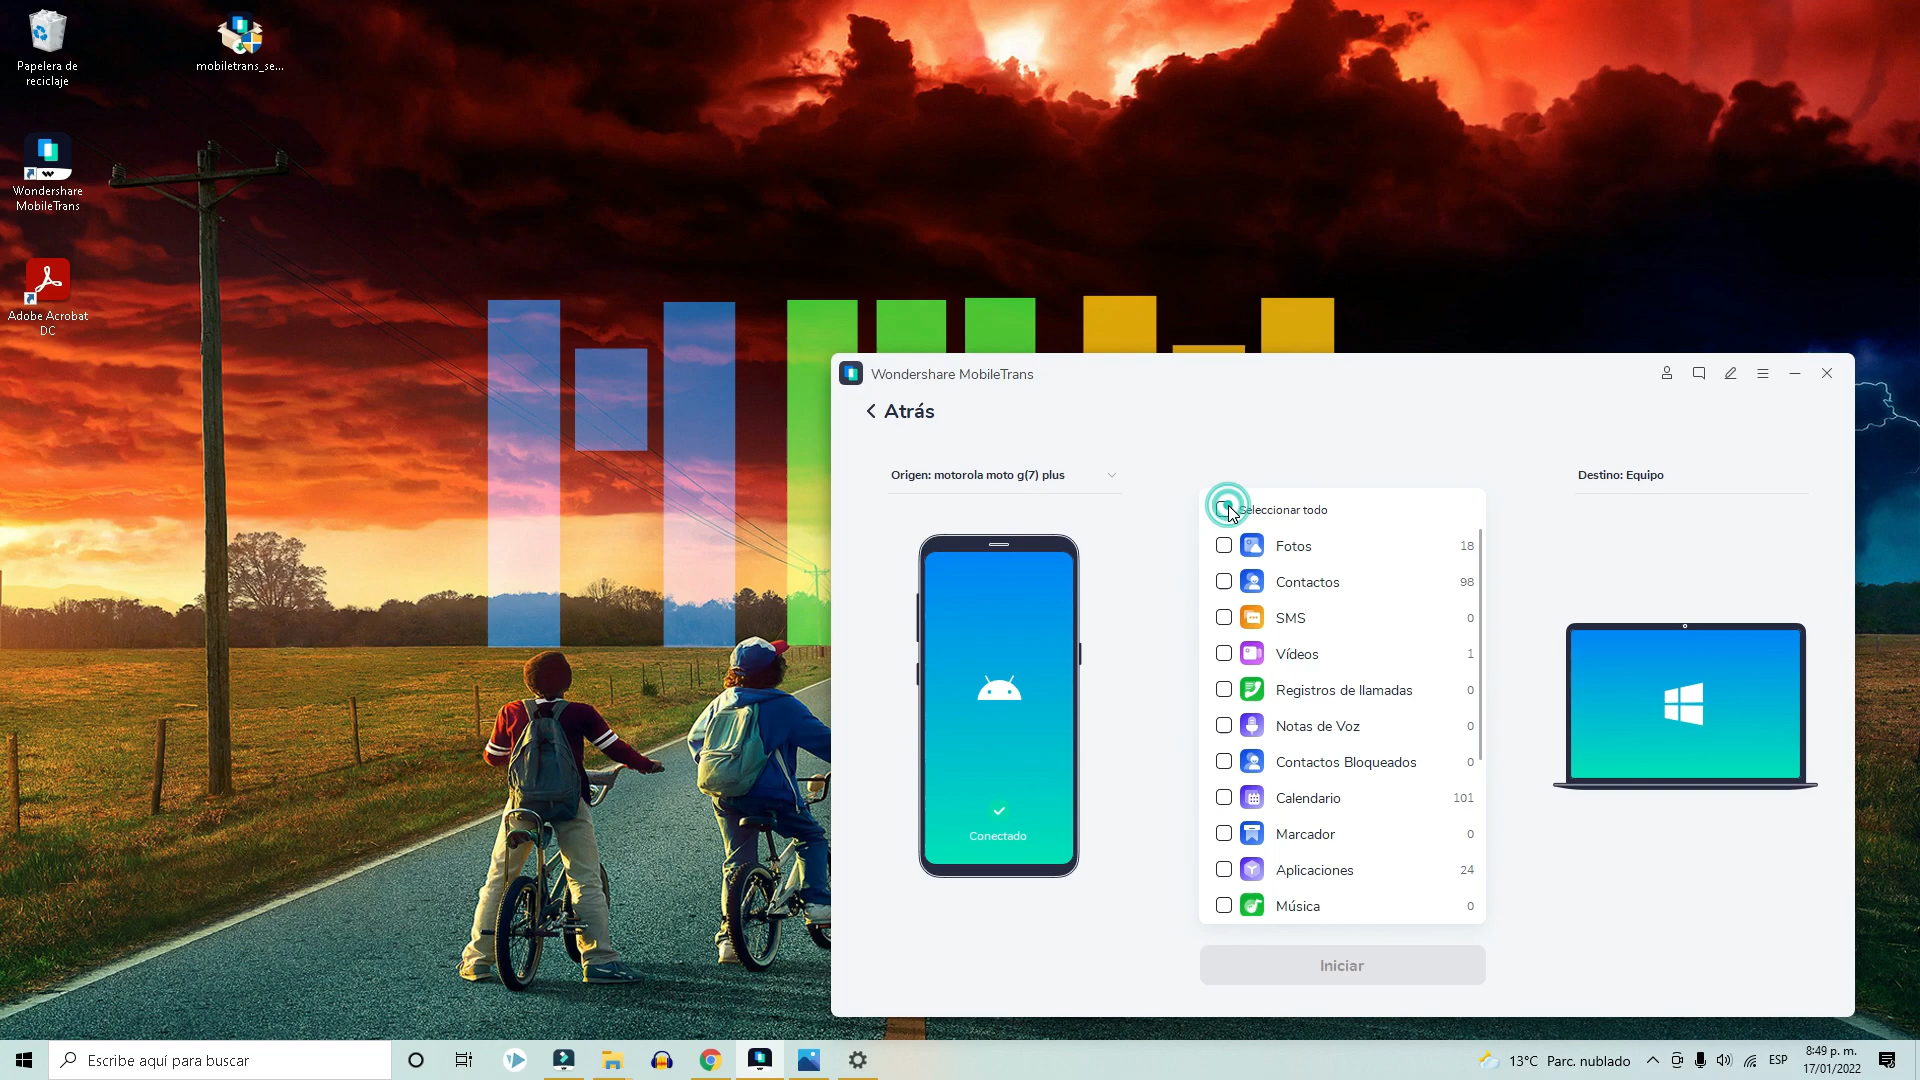 Papelera de
reciclaje
mobiletrans_se...
Wondershare
MobileTrans
Adobe Acrobat
DC
Wondershare MobileTrans
Atrás
Origen: motorola moto g(7) plus
Destino: Equipo
Seleccionar todo
Fotos 18
Contactos 98
SMS 0
Vídeos 1
Registros de llamadas 0
Notas de Voz 0
Contactos Bloqueados 0
Calendario 101
Marcador 0
Aplicaciones 24
Música 0
Conectado
Iniciar
Escribe aquí para buscar
13°C Parc. nublado
ESP
8:49 p. m.
17/01/2022